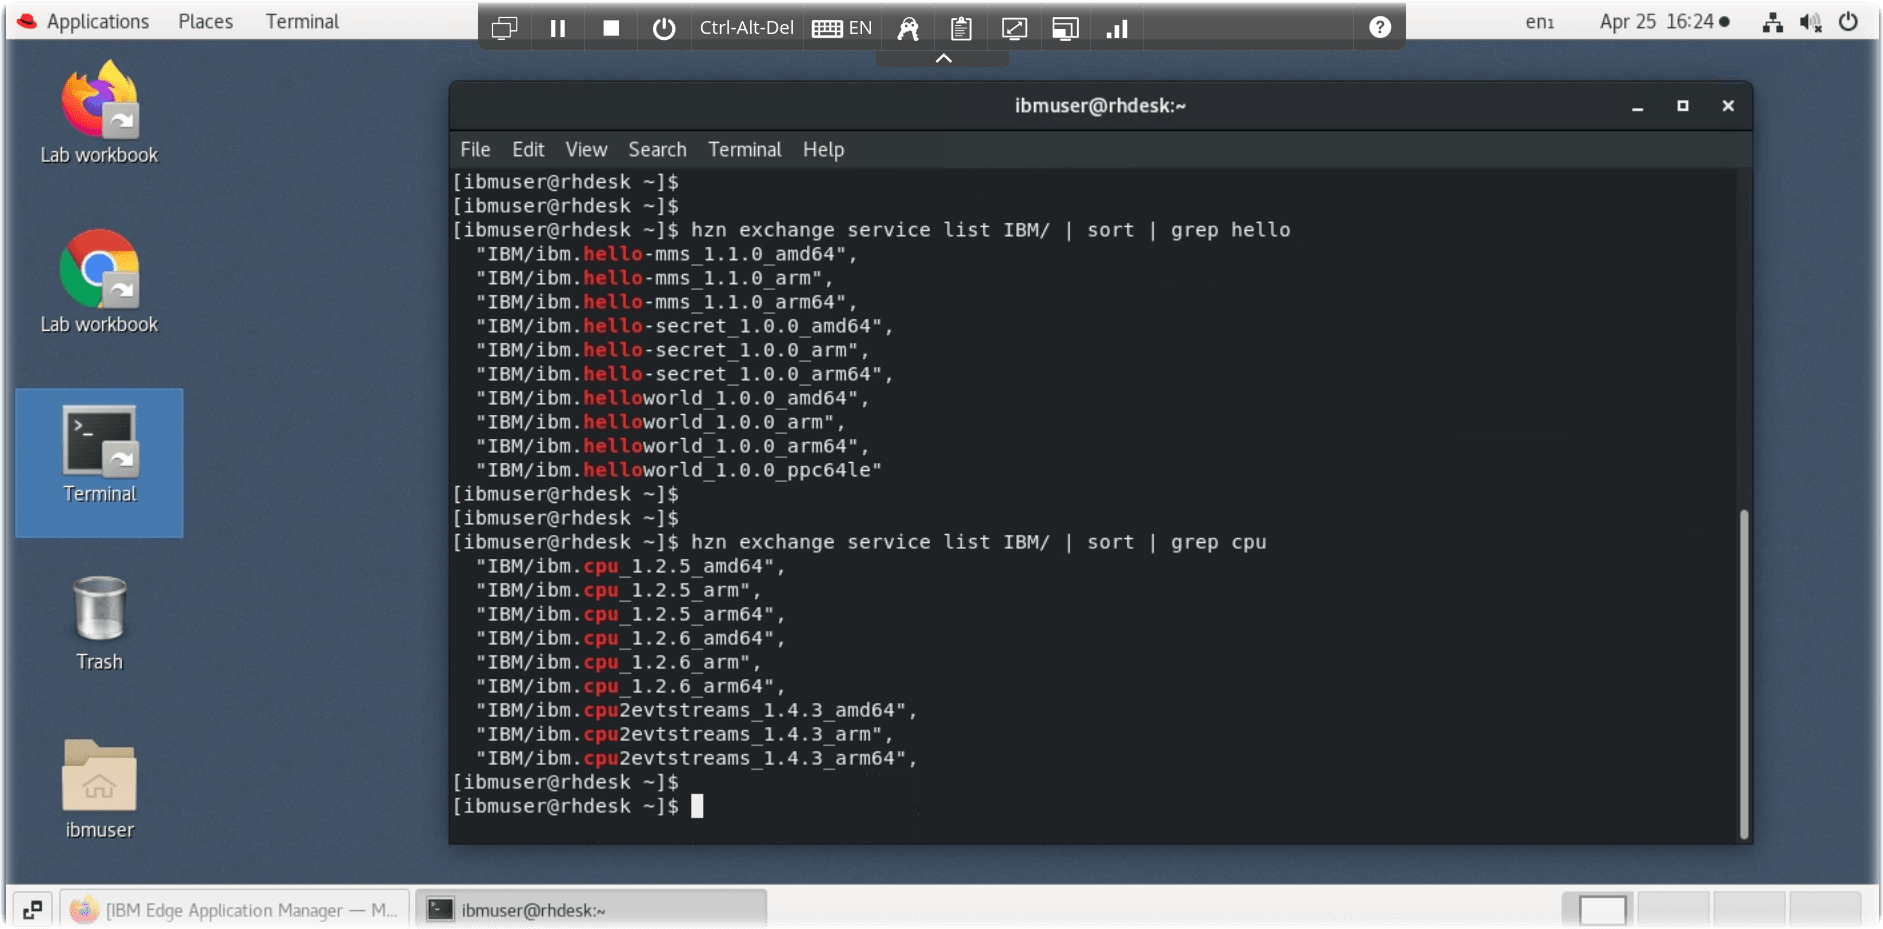 Applications Places Terminal
Ctrl-Alt-Del EN
?
en₁ Apr 25 16:24
Lab workbook
Lab workbook
>_
Terminal
Trash
ibmuser
ibmuser@rhdesk:~
File Edit View Search Terminal Help
[ibmuser@rhdesk ~]$
[ibmuser@rhdesk ~]$
[ibmuser@rhdesk ~]$ hzn exchange service list IBM/ | sort | grep hello
"IBM/ibm.hello-mms_1.1.0_amd64",
"IBM/ibm.hello-mms_1.1.0_arm",
"IBM/ibm.hello-mms_1.1.0_arm64",
"IBM/ibm.hello-secret_1.0.0_amd64",
"IBM/ibm.hello-secret_1.0.0_arm",
"IBM/ibm.hello-secret_1.0.0_arm64",
"IBM/ibm.helloworld_1.0.0_amd64",
"IBM/ibm.helloworld_1.0.0_arm",
"IBM/ibm.helloworld_1.0.0_arm64",
"IBM/ibm.helloworld_1.0.0_ppc64le"
[ibmuser@rhdesk ~]$
[ibmuser@rhdesk ~]$
[ibmuser@rhdesk ~]$ hzn exchange service list IBM/ | sort | grep cpu
"IBM/ibm.cpu_1.2.5_amd64",
"IBM/ibm.cpu_1.2.5_arm",
"IBM/ibm.cpu_1.2.5_arm64",
"IBM/ibm.cpu_1.2.6_amd64",
"IBM/ibm.cpu_1.2.6_arm",
"IBM/ibm.cpu_1.2.6_arm64",
"IBM/ibm.cpu2evtstreams_1.4.3_amd64",
"IBM/ibm.cpu2evtstreams_1.4.3_arm",
"IBM/ibm.cpu2evtstreams_1.4.3_arm64",
[ibmuser@rhdesk ~]$
[ibmuser@rhdesk ~]$
[IBM Edge Application Manager — M...
ibmuser@rhdesk:~